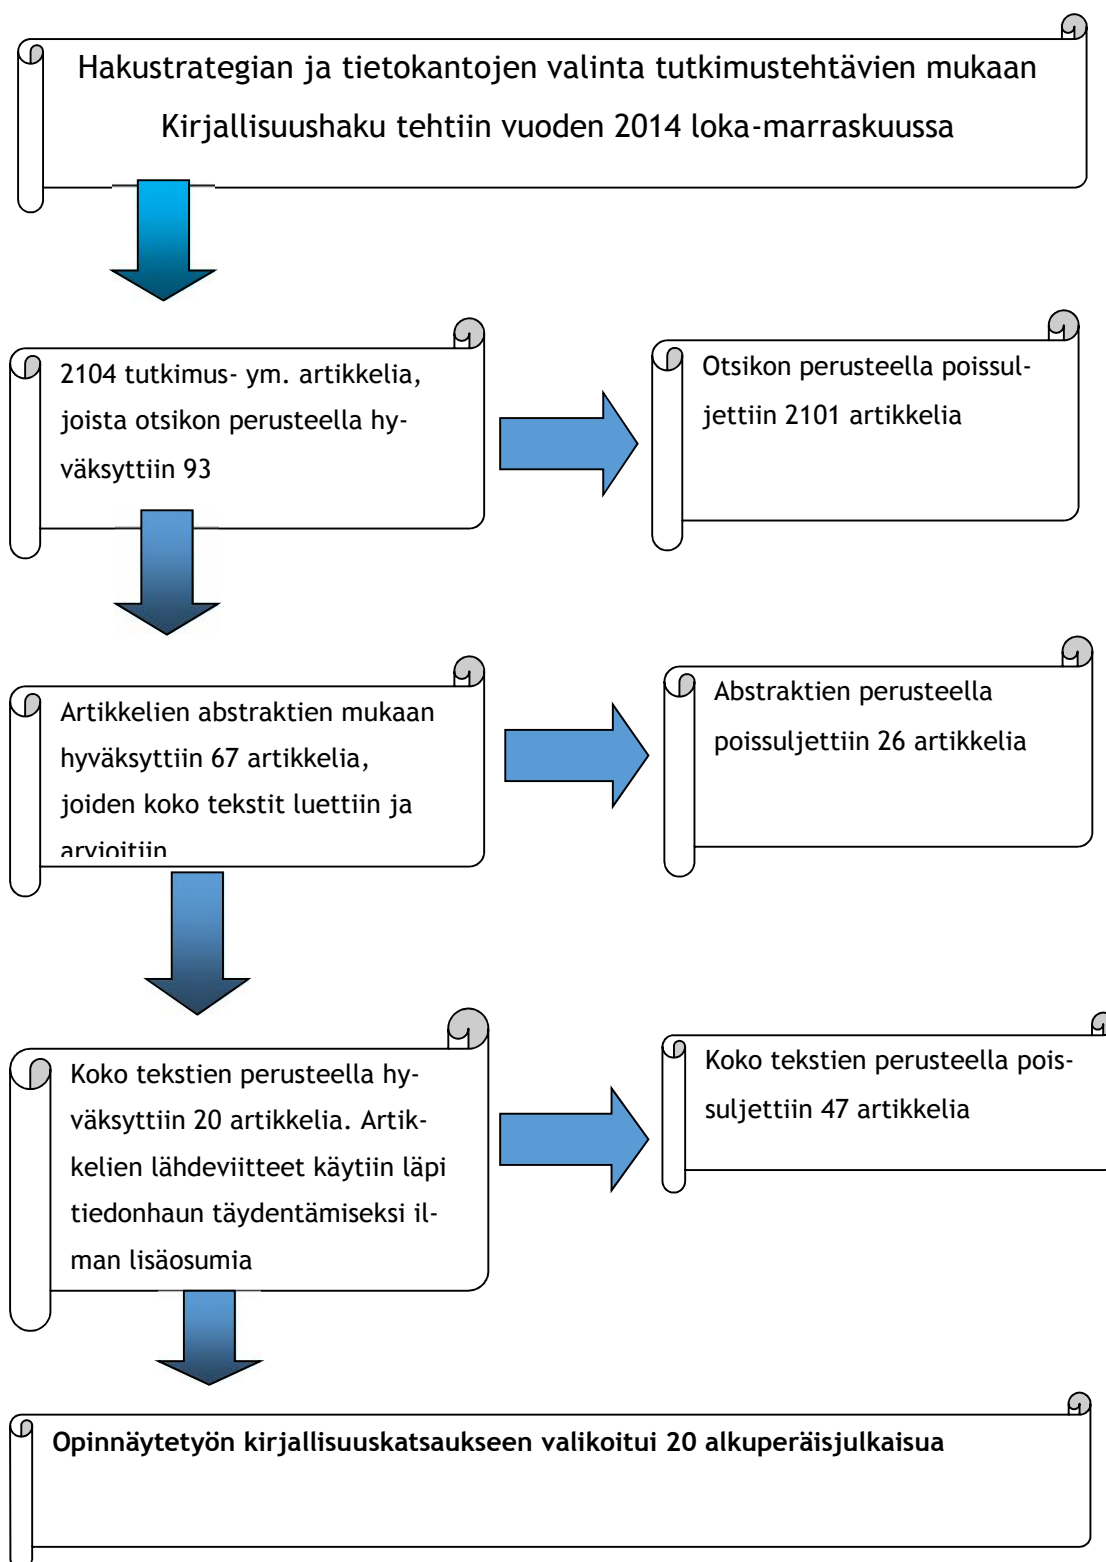 Hakustrategian ja tietokantojen valinta tutkimustehtävien mukaan
Kirjallisuushaku tehtiin vuoden 2014 loka-marraskuussa
2104 tutkimus- ym. artikkelia,
joista otsikon perusteella hy-
väksyttiin 93
Otsikon perusteella poissul-
jettiin 2101 artikkelia
Artikkelien abstraktien mukaan
hyväksyttiin 67 artikkelia,
joiden koko tekstit luettiin ja
arvioitiin
Abstraktien perusteella
poissuljettiin 26 artikkelia
Koko tekstien perusteella hy-
väksyttiin 20 artikkelia. Artik-
kelien lähdeviitteet käytiin läpi
tiedonhaun täydentämiseksi il-
man lisäosumia
Koko tekstien perusteella pois-
suljettiin 47 artikkelia
Opinnäytetyön kirjallisuuskatsaukseen valikoitui 20 alkuperäisjulkaisua